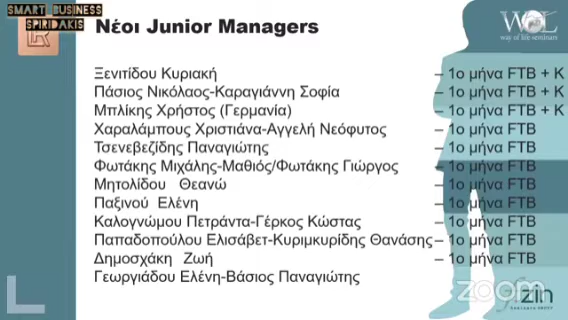 SMART BUSINESS
SPIRIDAKIS
LR
Νέοι Junior Managers
WOL
way of life seminars
Ξενιτίδου Κυριακή – 1ο μήνα FTB + K
Πάσιος Νικόλαος-Καραγιάννη Σοφία – 1ο μήνα FTB + K
Μπλίκης Χρήστος (Γερμανία) – 1ο μήνα FTB + K
Χαραλάμπους Χριστιάνα-Αγγελή Νεόφυτος – 1ο μήνα FTB
Τσενεβεζίδης Παναγιώτης – 1ο μήνα FTB
Φωτάκης Μιχάλης-Μαθιός/Φωτάκης Γιώργος – 1ο μήνα FTB
Μητολίδου Θεανώ – 1ο μήνα FTB
Παξινού Ελένη – 1ο μήνα FTB
Καλογνώμου Πετράντα-Γέρκος Κώστας – 1ο μήνα FTB
Παπαδοπούλου Ελισάβετ-Κυριμκυρίδης Θανάσης – 1ο μήνα FTB
Δημοσχάκη Ζωή – 1ο μήνα FTB
Γεωργιάδου Ελένη-Βάσιος Παναγιώτης
zoom